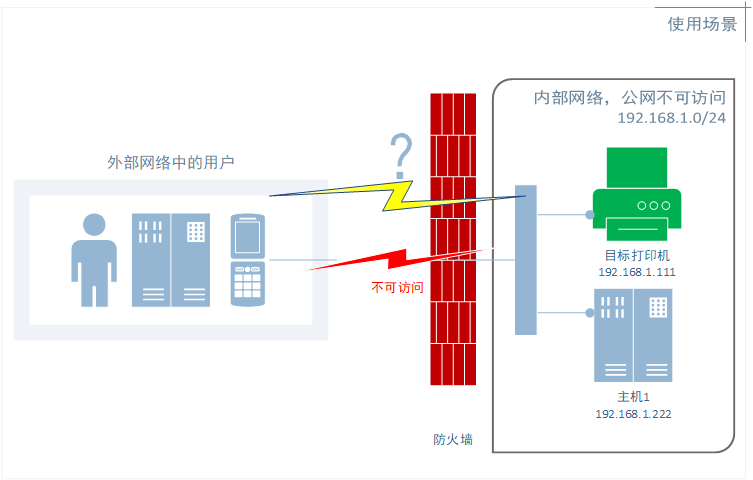 使用场景
内部网络，公网不可访问
192.168.1.0/24
外部网络中的用户
?
目标打印机
192.168.1.111
不可访问
主机1
192.168.1.222
防火墙